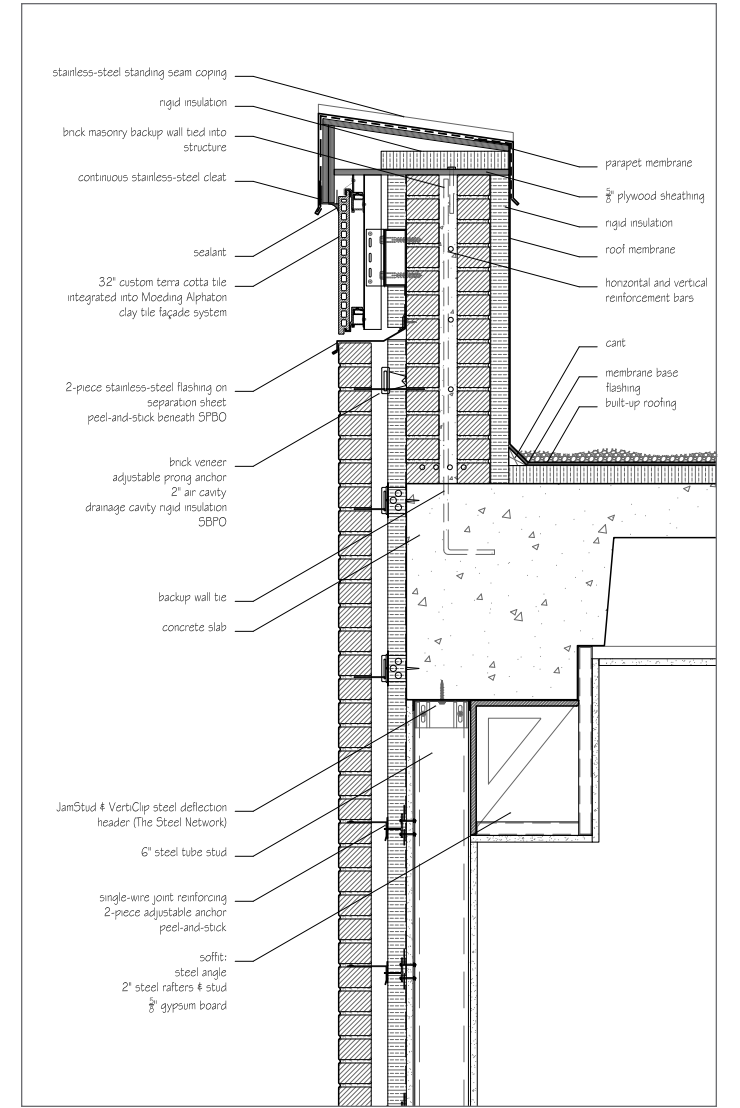 stainless-steel standing seam coping
rigid insulation
brick masonry backup wall tied into
structure
continuous stainless-steel cleat
sealant
32" custom terra cotta tile
integrated into Moeding Alphaton
clay tile façade system
2-piece stainless-steel flashing on
separation sheet
peel-and-stick beneath SPBO
brick veneer
adjustable prong anchor
2" air cavity
drainage cavity rigid insulation
SBPO
backup wall tie
concrete slab
JamStud & VertiClip steel deflection
header (The Steel Network)
6" steel tube stud
single-wire joint reinforcing
2-piece adjustable anchor
peel-and-stick
soffit:
steel angle
2" steel rafters & stud
5/8" gypsum board
parapet membrane
5/8" plywood sheathing
rigid insulation
roof membrane
horizontal and vertical
reinforcement bars
cant
membrane base
flashing
built-up roofing